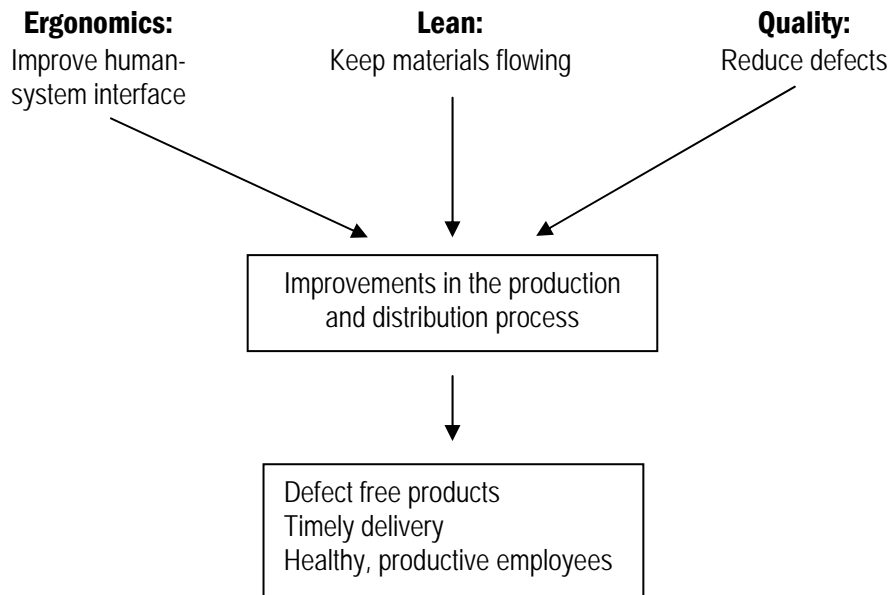 Ergonomics:
Improve human-
system interface
Lean:
Keep materials flowing
Quality:
Reduce defects
Improvements in the production
and distribution process
Defect free products
Timely delivery
Healthy, productive employees